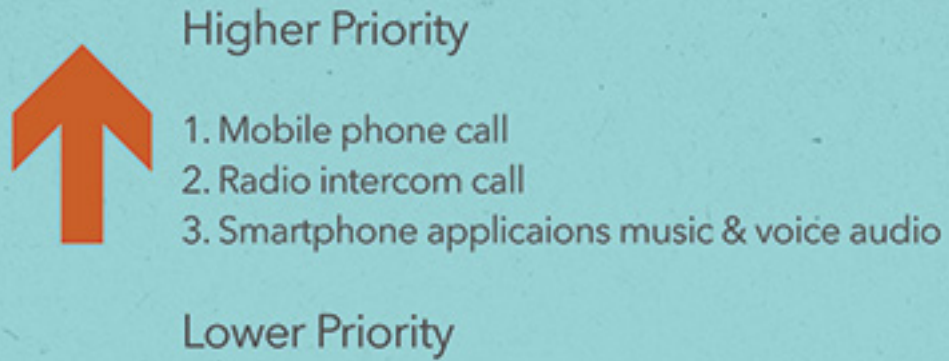 Higher Priority
1. Mobile phone call
2. Radio intercom call
3. Smartphone applicaions music & voice audio
Lower Priority